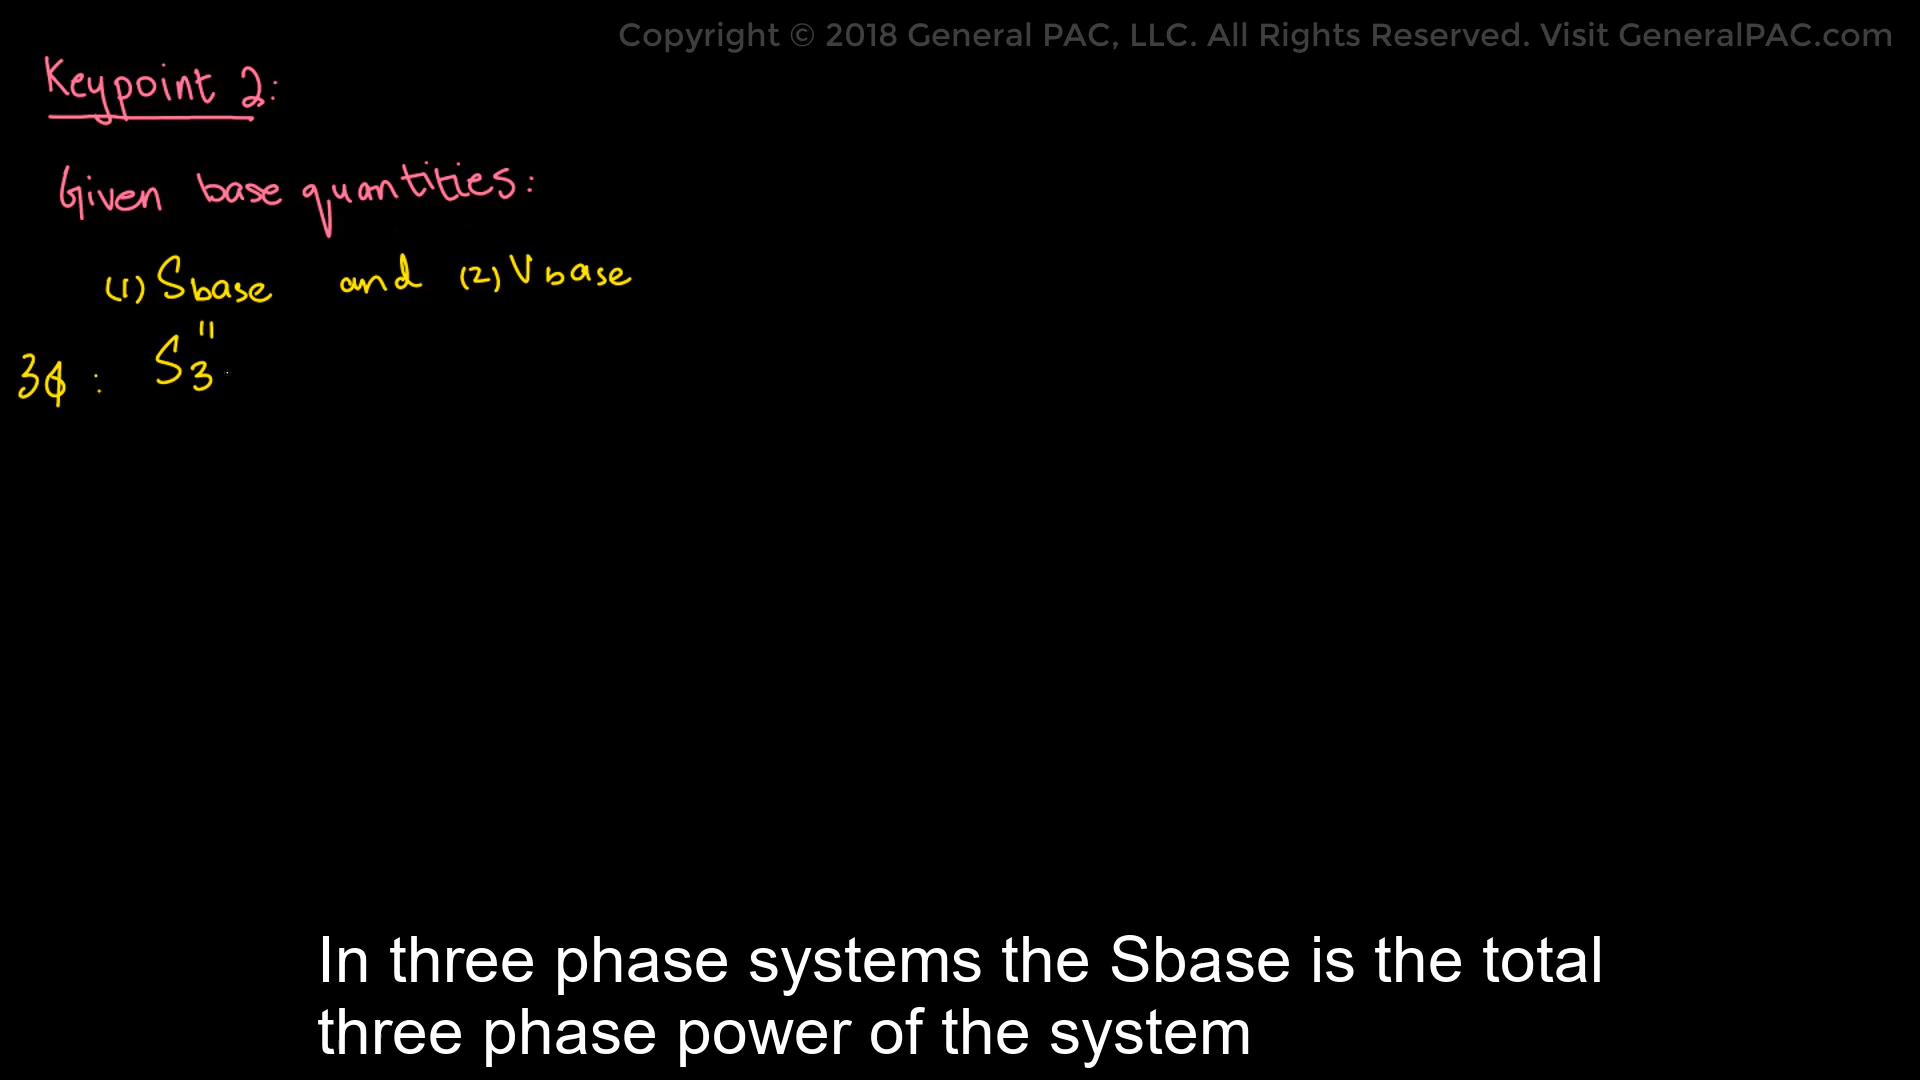 Copyright © 2018 General PAC, LLC. All Rights Reserved. Visit GeneralPAC.com
Keypoint 2:
Given base quantities:
(1) Sbase and (2) Vbase
"
3ϕ: S3
In three phase systems the Sbase is the total
three phase power of the system